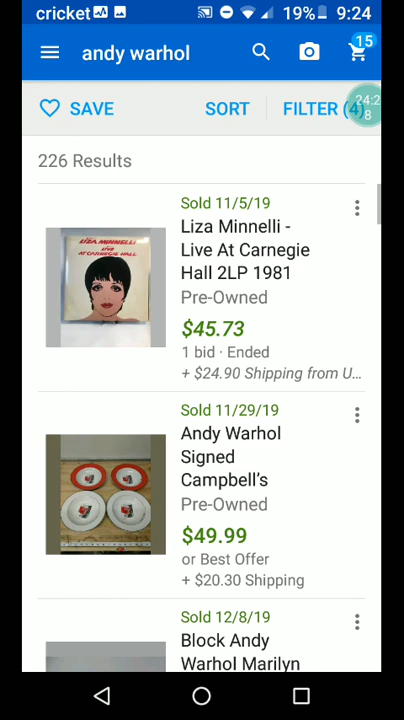 cricket 19% 9:24
andy warhol 15
SAVE SORT FILTER (4)
24:2
8
226 Results
Sold 11/5/19
Liza Minnelli -
Live At Carnegie
Hall 2LP 1981
Pre-Owned
$45.73
1 bid · Ended
+ $24.90 Shipping from U...
LIZA MINNELLI
LIVE
AT CARNEGIE HALL
Sold 11/29/19
Andy Warhol
Signed
Campbell's
Pre-Owned
$49.99
or Best Offer
+ $20.30 Shipping
Sold 12/8/19
Block Andy
Warhol Marilyn